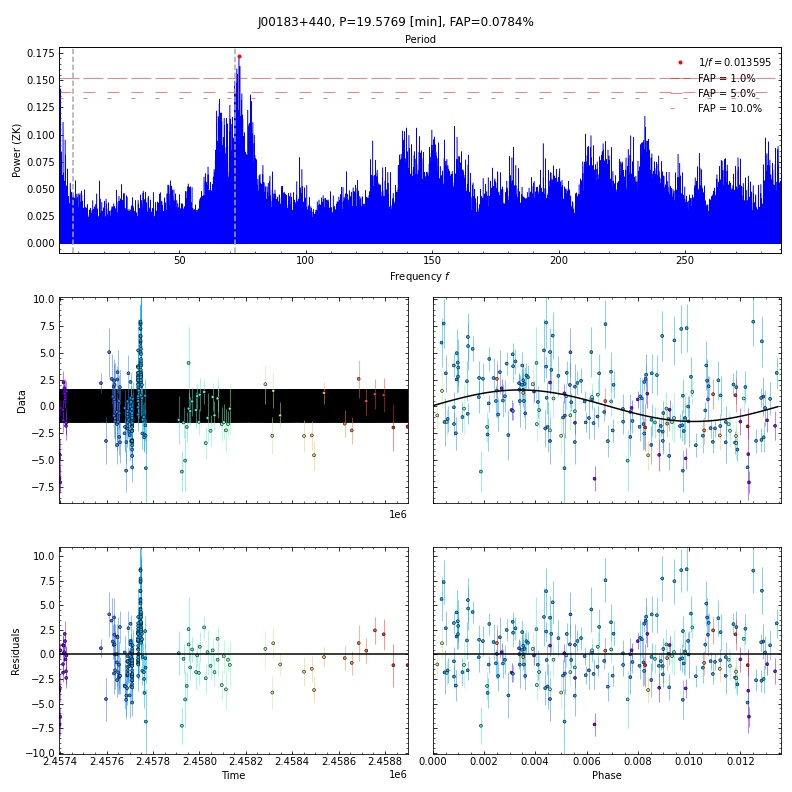 J00183+440, P=19.5769 [min], FAP=0.0784%
Period
0.175
0.150
0.125
0.100
0.075
0.050
0.025
0.000
Power (ZK)
1/f = 0.013595
FAP = 1.0%
FAP = 5.0%
FAP = 10.0%
50 100 150 200 250
Frequency f
10.0
7.5
5.0
2.5
0.0
−2.5
−5.0
−7.5
Data
1e6
10.0
7.5
5.0
2.5
0.0
−2.5
−5.0
−7.5
−10.0
Residuals
2.4574 2.4576 2.4578 2.4580 2.4582 2.4584 2.4586 2.4588
Time
1e6
0.000 0.002 0.004 0.006 0.008 0.010 0.012
Phase